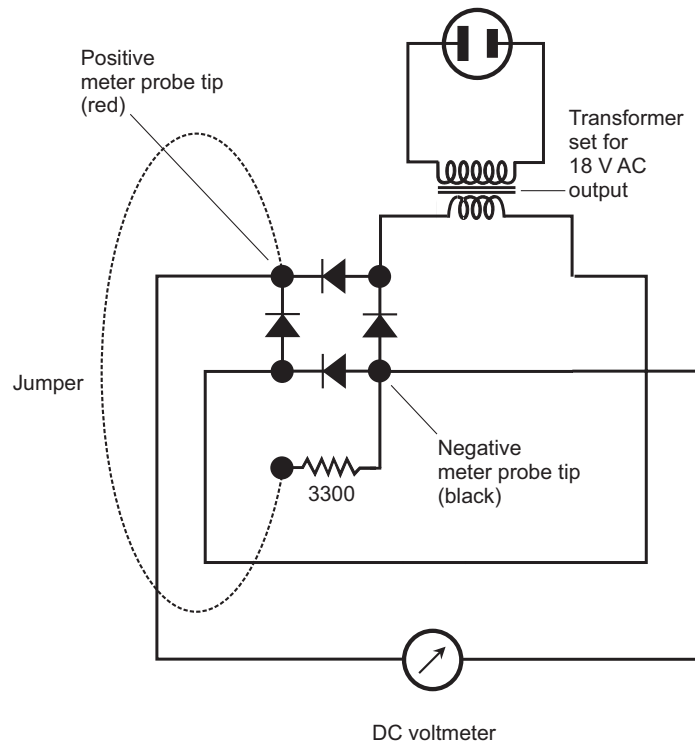 Positive
meter probe tip
(red)
Transformer
set for
18 V AC
output
Jumper
Negative
meter probe tip
(black)
3300
DC voltmeter